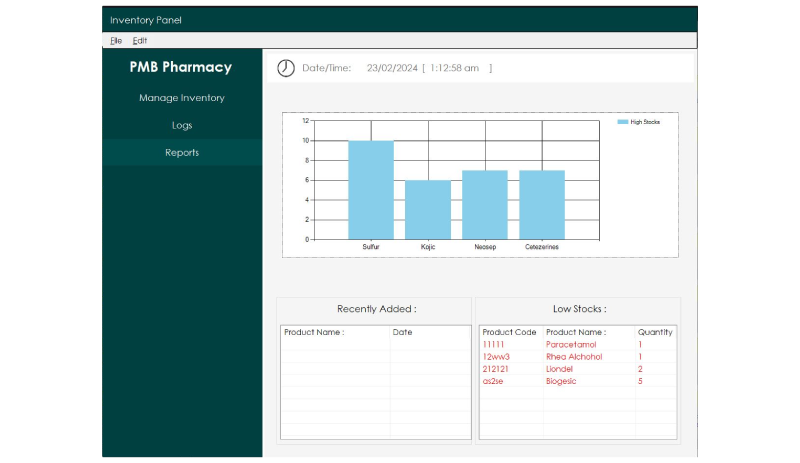 Inventory Panel
File Edit
PMB Pharmacy
Manage Inventory
Logs
Reports
Date/Time: 23/02/2024 [ 1:12:58 am ]
12
10
8
6
4
2
0
Sulfur Kojic Neosep Cetezerines
High Stocks
Recently Added :
Product Name : Date
Low Stocks :
Product Code Product Name : Quantity
11111 Paracetamol 1
12ww3 Rhea Alchohol 1
212121 Liondel 2
as2se Biogesic 5